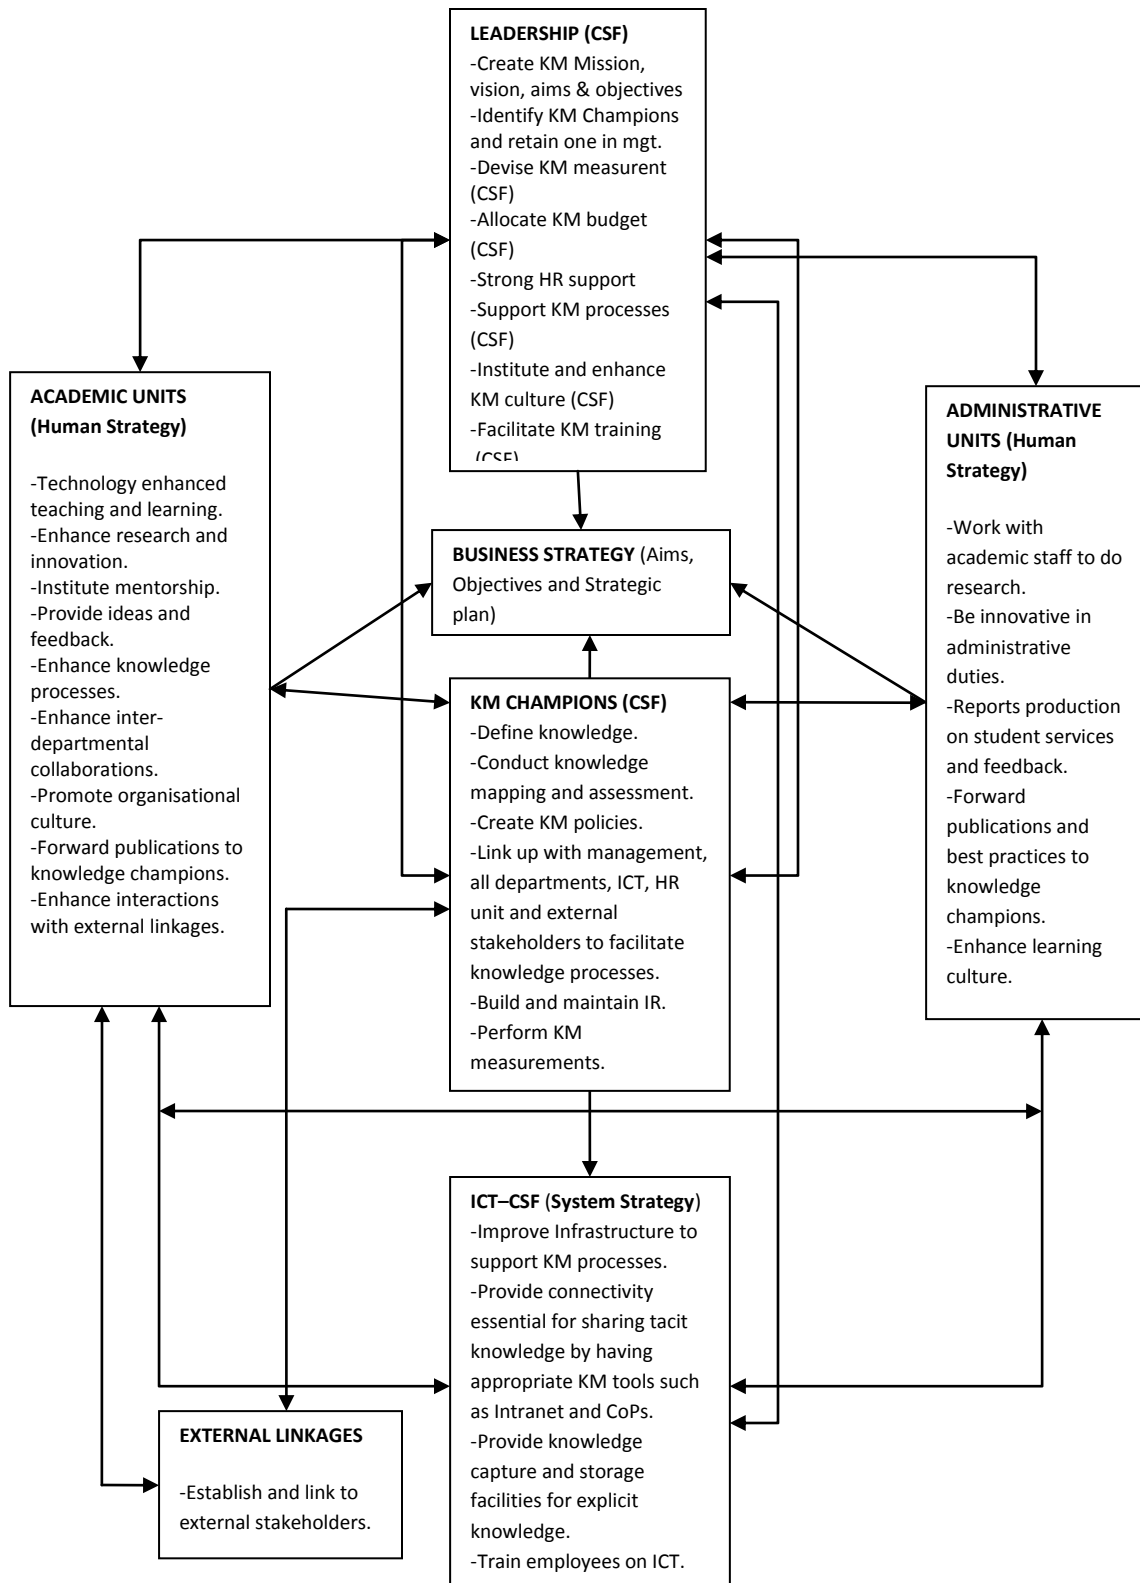 LEADERSHIP (CSF)
-Create KM Mission,
vision, aims & objectives
-Identify KM Champions
and retain one in mgt.
-Devise KM measurent
(CSF)
-Allocate KM budget
(CSF)
-Strong HR support
-Support KM processes
(CSF)
-Institute and enhance
KM culture (CSF)
-Facilitate KM training
(CSF)
ACADEMIC UNITS
(Human Strategy)
-Technology enhanced
teaching and learning.
-Enhance research and
innovation.
-Institute mentorship.
-Provide ideas and
feedback.
-Enhance knowledge
processes.
-Enhance inter-
departmental
collaborations.
-Promote organisational
culture.
-Forward publications to
knowledge champions.
-Enhance interactions
with external linkages.
BUSINESS STRATEGY (Aims,
Objectives and Strategic
plan)
KM CHAMPIONS (CSF)
-Define knowledge.
-Conduct knowledge
mapping and assessment.
-Create KM policies.
-Link up with management,
all departments, ICT, HR
unit and external
stakeholders to facilitate
knowledge processes.
-Build and maintain IR.
-Perform KM
measurements.
ADMINISTRATIVE
UNITS (Human
Strategy)
-Work with
academic staff to do
research.
-Be innovative in
administrative
duties.
-Reports production
on student services
and feedback.
-Forward
publications and
best practices to
knowledge
champions.
-Enhance learning
culture.
ICT–CSF (System Strategy)
-Improve Infrastructure to
support KM processes.
-Provide connectivity
essential for sharing tacit
knowledge by having
appropriate KM tools such
as Intranet and CoPs.
-Provide knowledge
capture and storage
facilities for explicit
knowledge.
-Train employees on ICT.
EXTERNAL LINKAGES
-Establish and link to
external stakeholders.